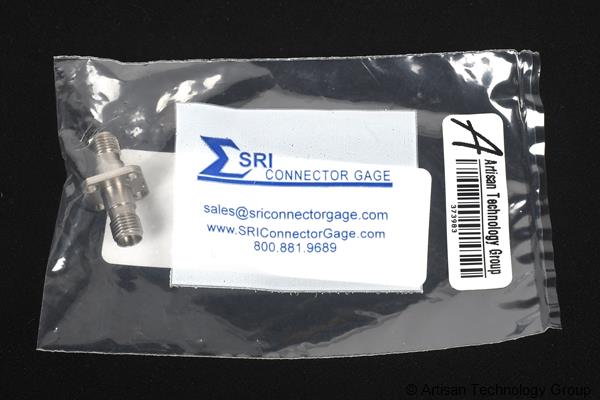 SRI
CONNECTOR GAGE
sales@sriconnectorgage.com
www.SRIConnectorGage.com
800.881.9689
Artisan Technology Group
373983
© Artisan Technology Group